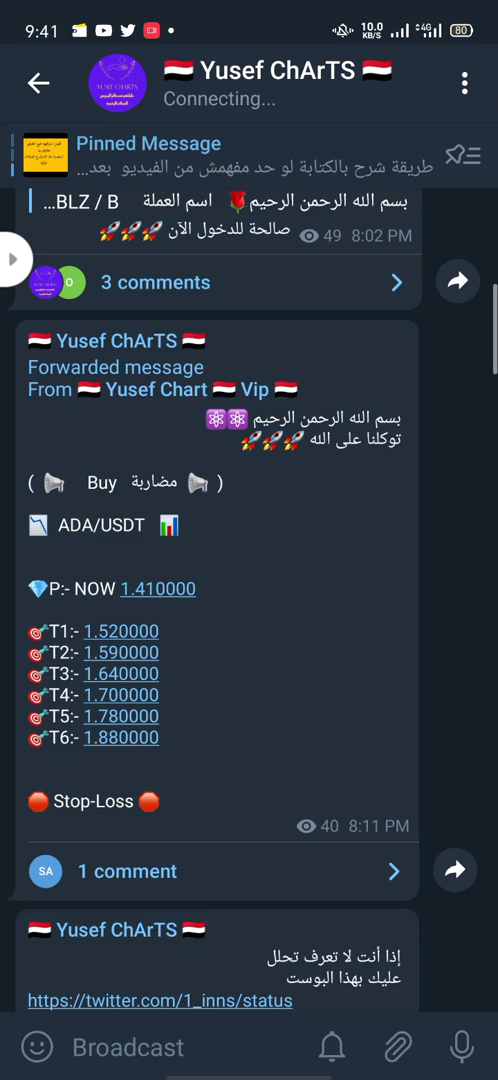 9:41
10.0 KB/S
4G
80
🇾🇪 Yusef ChArTS 🇾🇪
Connecting...
Pinned Message
طريقة شرح بالكتابة لو حد مفهمش من الفيديو بعد...
بسم الله الرحمن الرحيم🌹 اسم العملة BLZ / B...
صالحة للدخول الآن 🚀🚀🚀
49 8:02 PM
O
3 comments
🇾🇪 Yusef ChArTS 🇾🇪
Forwarded message
From 🇾🇪 Yusef Chart 🇾🇪 Vip 🇾🇪
بسم الله الرحمن الرحيم ⚛️⚛️
توكلنا على الله 🚀🚀🚀
( 📢 Buy مضاربة 📢 )
📉 ADA/USDT 📊
💎P:- NOW 1.410000
🎯T1:- 1.520000
🎯T2:- 1.590000
🎯T3:- 1.640000
🎯T4:- 1.700000
🎯T5:- 1.780000
🎯T6:- 1.880000
🛑 Stop-Loss 🛑
40 8:11 PM
SA
1 comment
🇾🇪 Yusef ChArTS 🇾🇪
إذا أنت لا تعرف تحلل
عليك بهذا البوست
https://twitter.com/1_inns/status
Broadcast